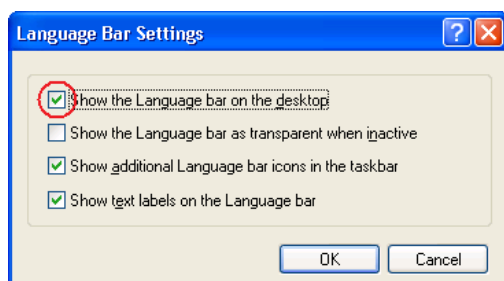 Language Bar Settings
Show the Language bar on the desktop
Show the Language bar as transparent when inactive
Show additional Language bar icons in the taskbar
Show text labels on the Language bar
OK Cancel